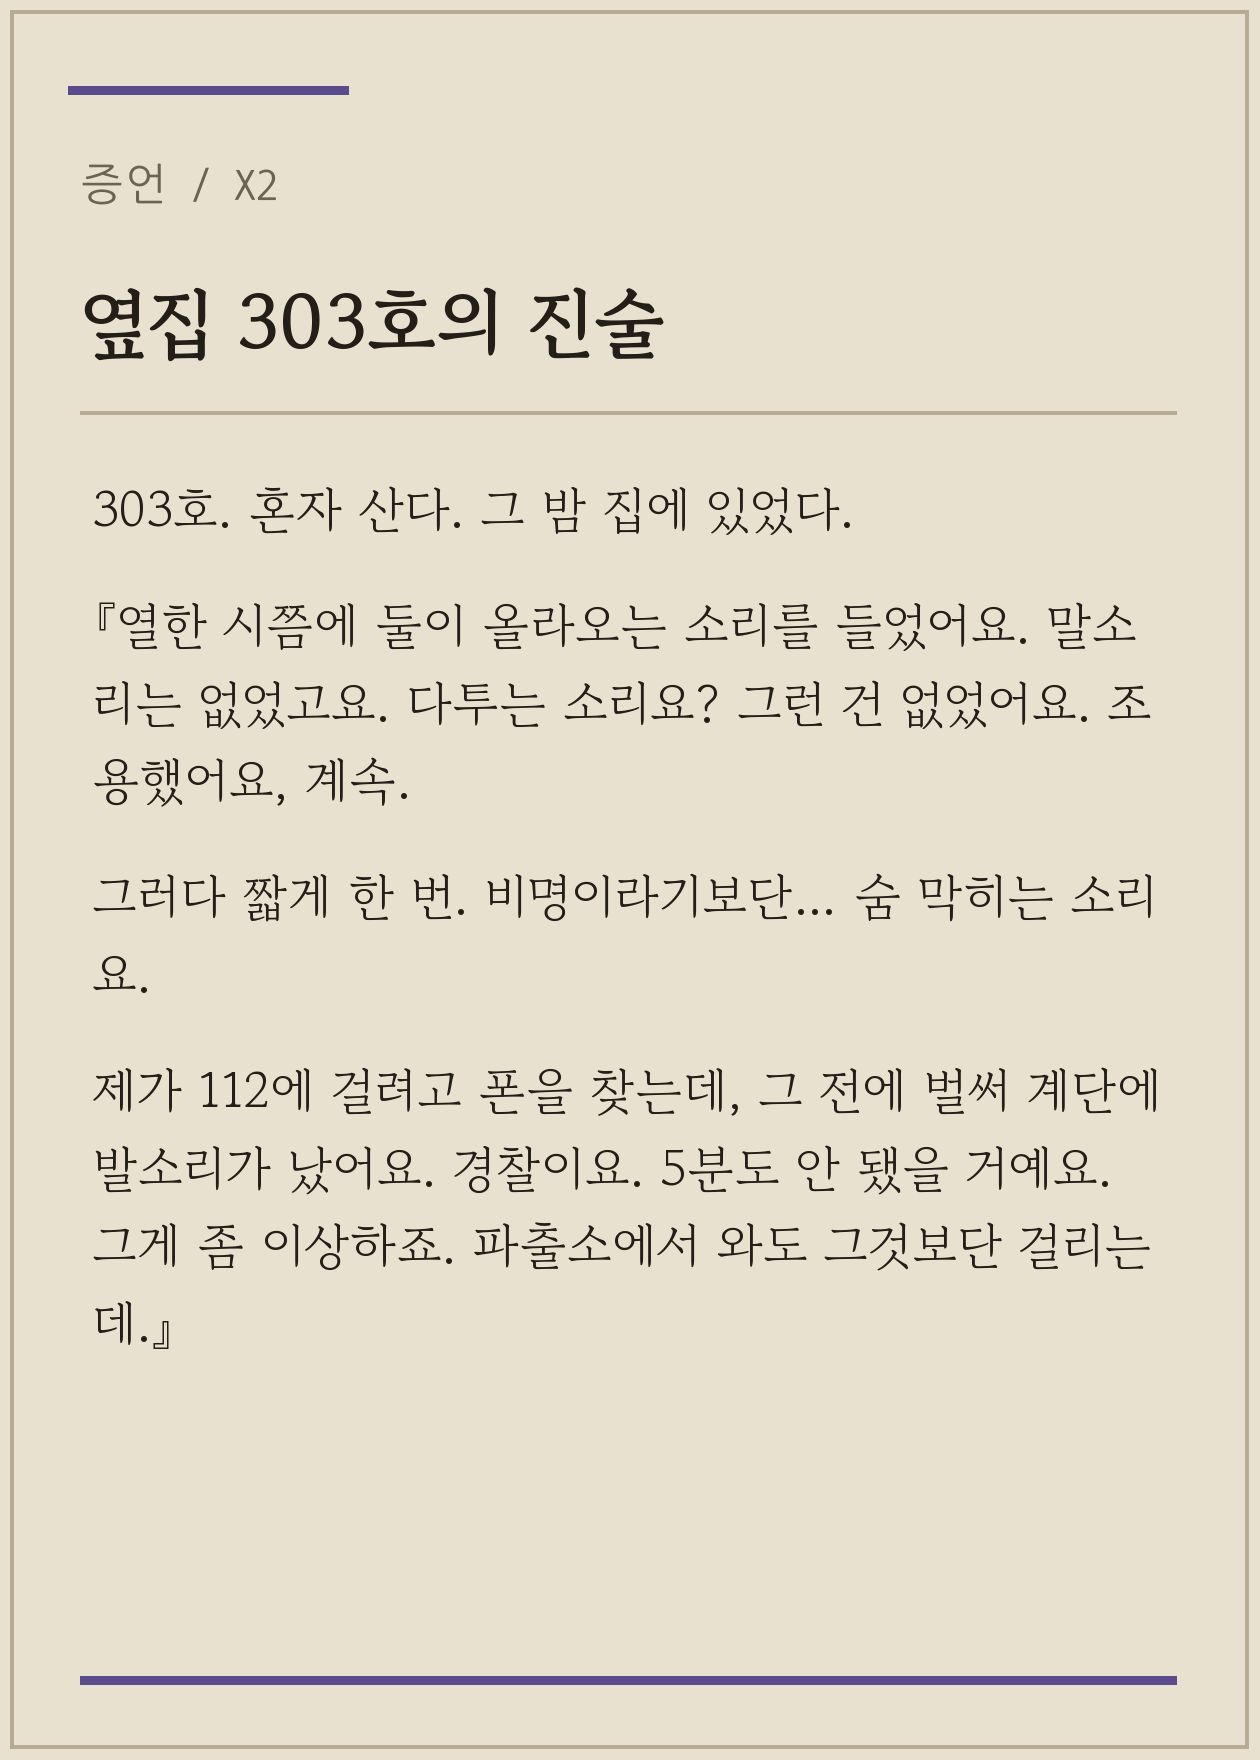 증언 / X2
옆집 303호의 진술
303호. 혼자 산다. 그 밤 집에 있었다.
『열한 시쯤에 둘이 올라오는 소리를 들었어요. 말소
리는 없었고요. 다투는 소리요? 그런 건 없었어요. 조
용했어요, 계속.
그러다 짧게 한 번. 비명이라기보단... 숨 막히는 소리
요.
제가 112에 걸려고 폰을 찾는데, 그 전에 벌써 계단에
발소리가 났어요. 경찰이요. 5분도 안 됐을 거예요.
그게 좀 이상하죠. 파출소에서 와도 그것보단 걸리는
데.』